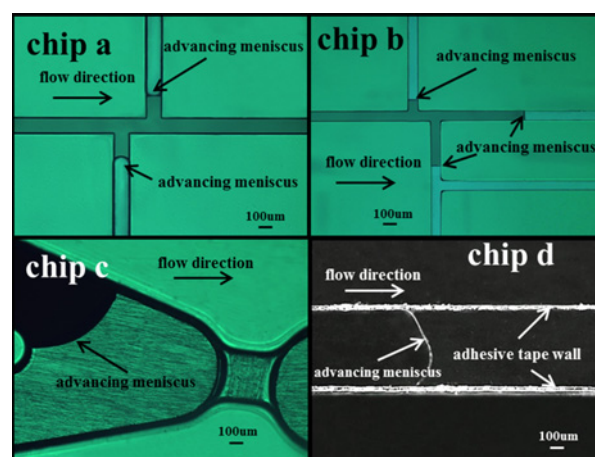 chip a
advancing meniscus
flow direction
advancing meniscus
100um
chip b
advancing meniscus
advancing meniscus
flow direction
100um
chip c
flow direction
advancing meniscus
100um
chip d
flow direction
advancing meniscus
adhesive tape wall
100um